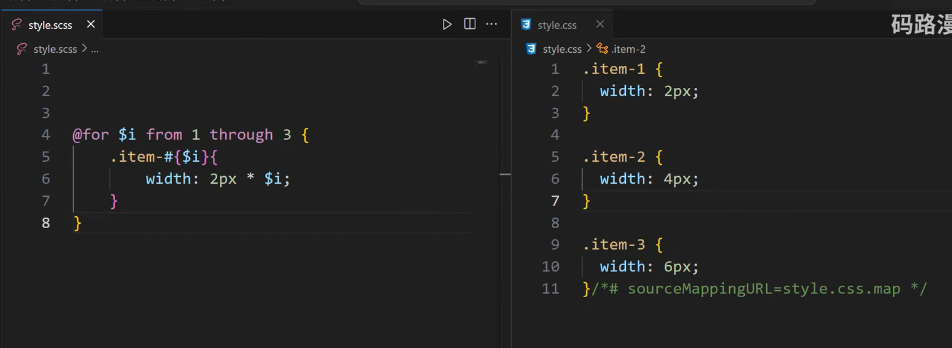 style.scss
style.scss > ...
1
2
3
4 @for $i from 1 through 3 {
5 .item-#{$i}{
6 width: 2px * $i;
7 }
8 }
style.css
style.css > .item-2
1 .item-1 {
2 width: 2px;
3 }
4
5 .item-2 {
6 width: 4px;
7 }
8
9 .item-3 {
10 width: 6px;
11 }/*# sourceMappingURL=style.css.map */
码路漫